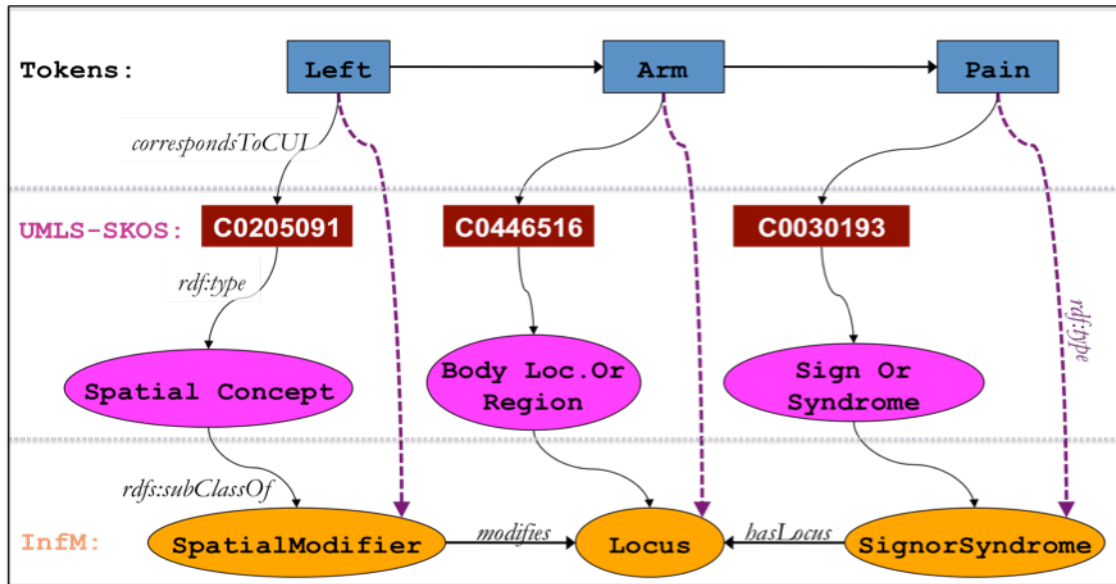 Tokens: Left Arm Pain
correspondsToCUI
UMLS-SKOS: C0205091 C0446516 C0030193
rdf:type
rdf:type
Spatial Concept
Body Loc.Or
Region
Sign Or
Syndrome
rdfs:subClassOf
InfM: SpatialModifier modifies Locus hasLocus SignorSyndrome